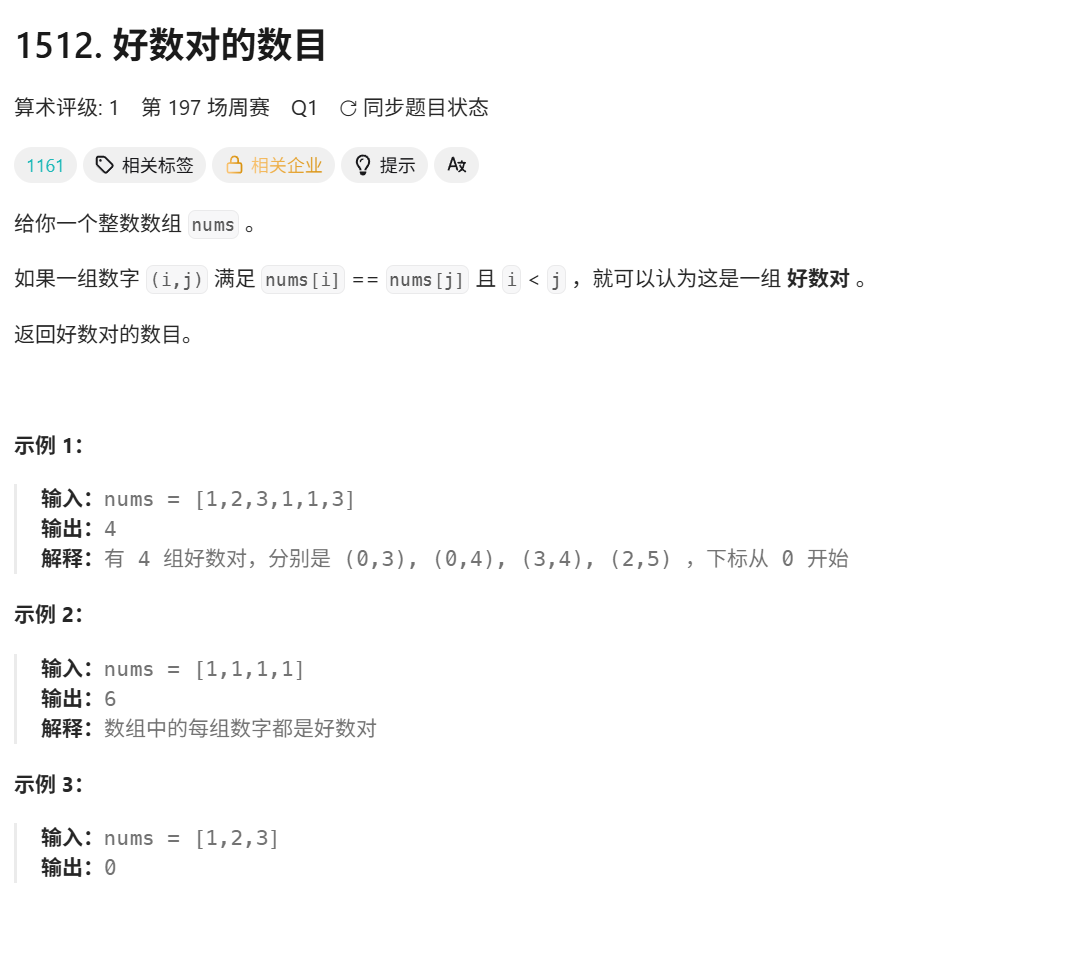 1512. 好数对的数目
算术评级: 1 第 197 场周赛 Q1 同步题目状态
1161 相关标签 相关企业 提示 A文
给你一个整数数组 nums 。
如果一组数字 (i,j) 满足 nums[i] == nums[j] 且 i < j ，就可以认为这是一组 好数对 。
返回好数对的数目。
示例 1：
输入：nums = [1,2,3,1,1,3]
输出：4
解释：有 4 组好数对，分别是 (0,3), (0,4), (3,4), (2,5) ，下标从 0 开始
示例 2：
输入：nums = [1,1,1,1]
输出：6
解释：数组中的每组数字都是好数对
示例 3：
输入：nums = [1,2,3]
输出：0